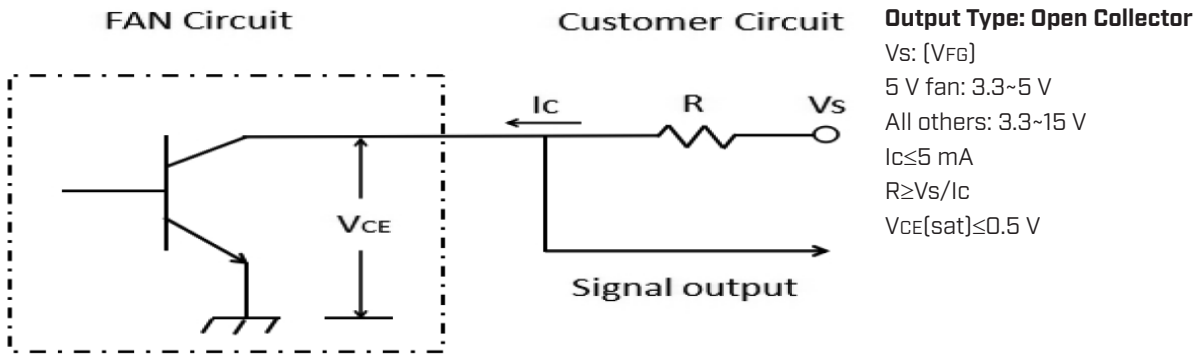 FAN Circuit
Customer Circuit
Ic
R
Vs
VCE
Signal output
Output Type: Open Collector
Vs: (VFG)
5 V fan: 3.3~5 V
All others: 3.3~15 V
Ic≤5 mA
R≥Vs/Ic
VCE(sat)≤0.5 V